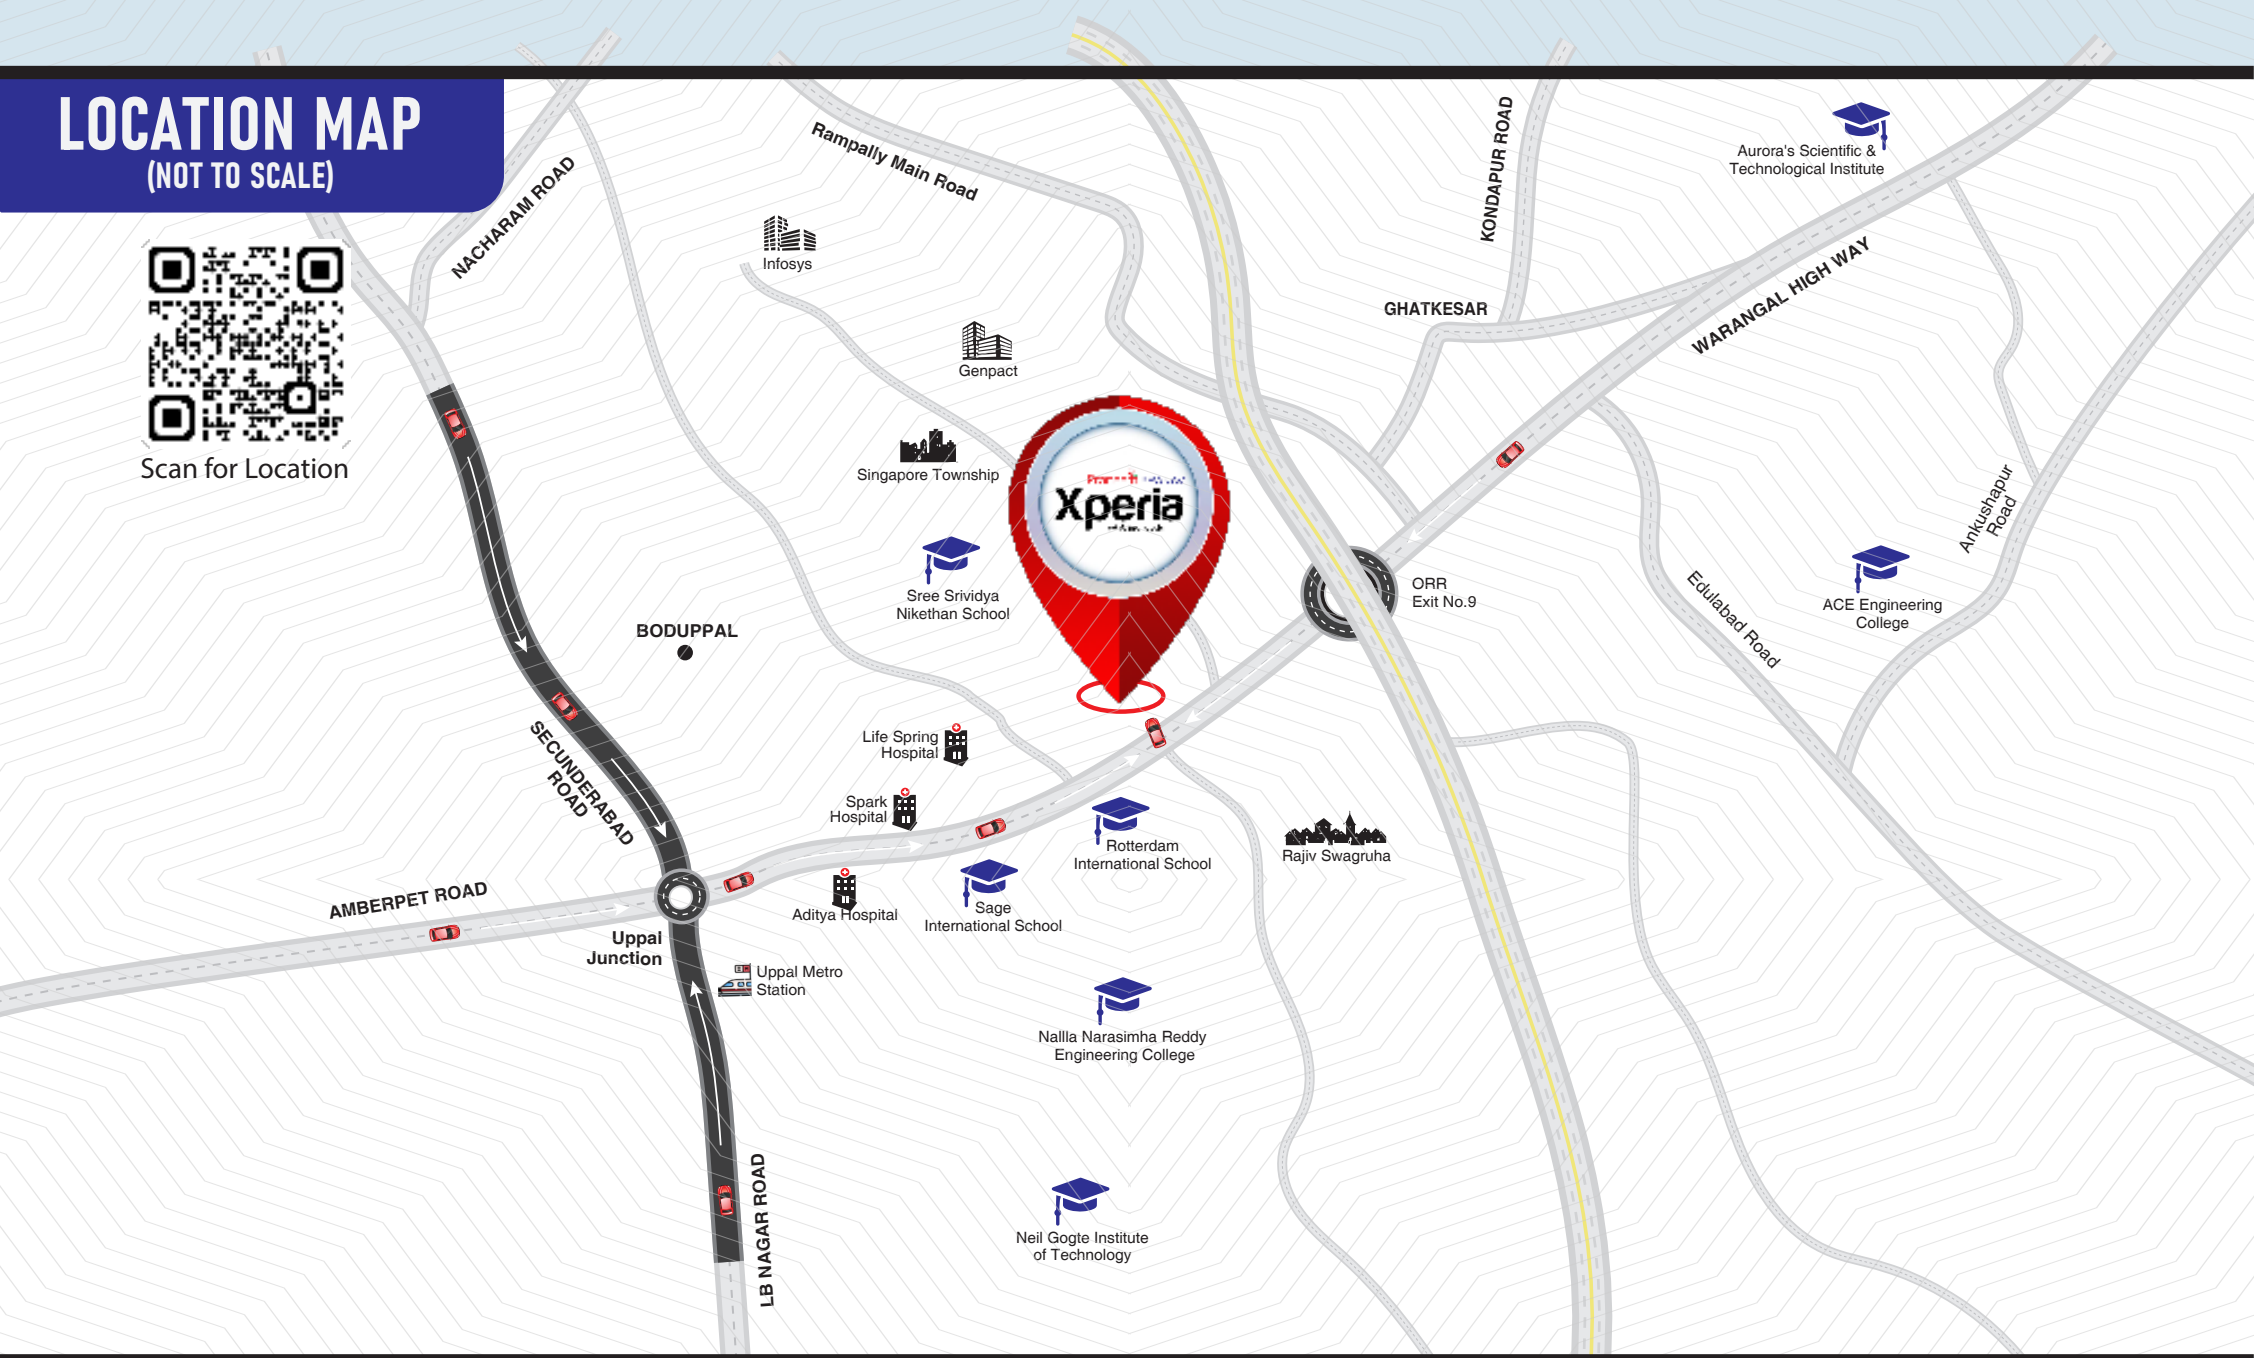 LOCATION MAP
(NOT TO SCALE)
Scan for Location
NACHARAM ROAD
Rampally Main Road
KONDAPUR ROAD
Aurora's Scientific &
Technological Institute
Infosys
GHATKESAR
WARANGAL HIGH WAY
Genpact
Singapore Township
Xperia
Sree Srividya
Nikethan School
ORR
Exit No.9
Ankushapur
Road
Edulabad Road
ACE Engineering
College
BODUPPAL
SECUNDERABAD
ROAD
Life Spring
Hospital
Spark
Hospital
Rotterdam
International School
Rajiv Swagruha
AMBERPET ROAD
Aditya Hospital
Sage
International School
Uppal
Junction
Uppal Metro
Station
Nallla Narasimha Reddy
Engineering College
LB NAGAR ROAD
Neil Gogte Institute
of Technology